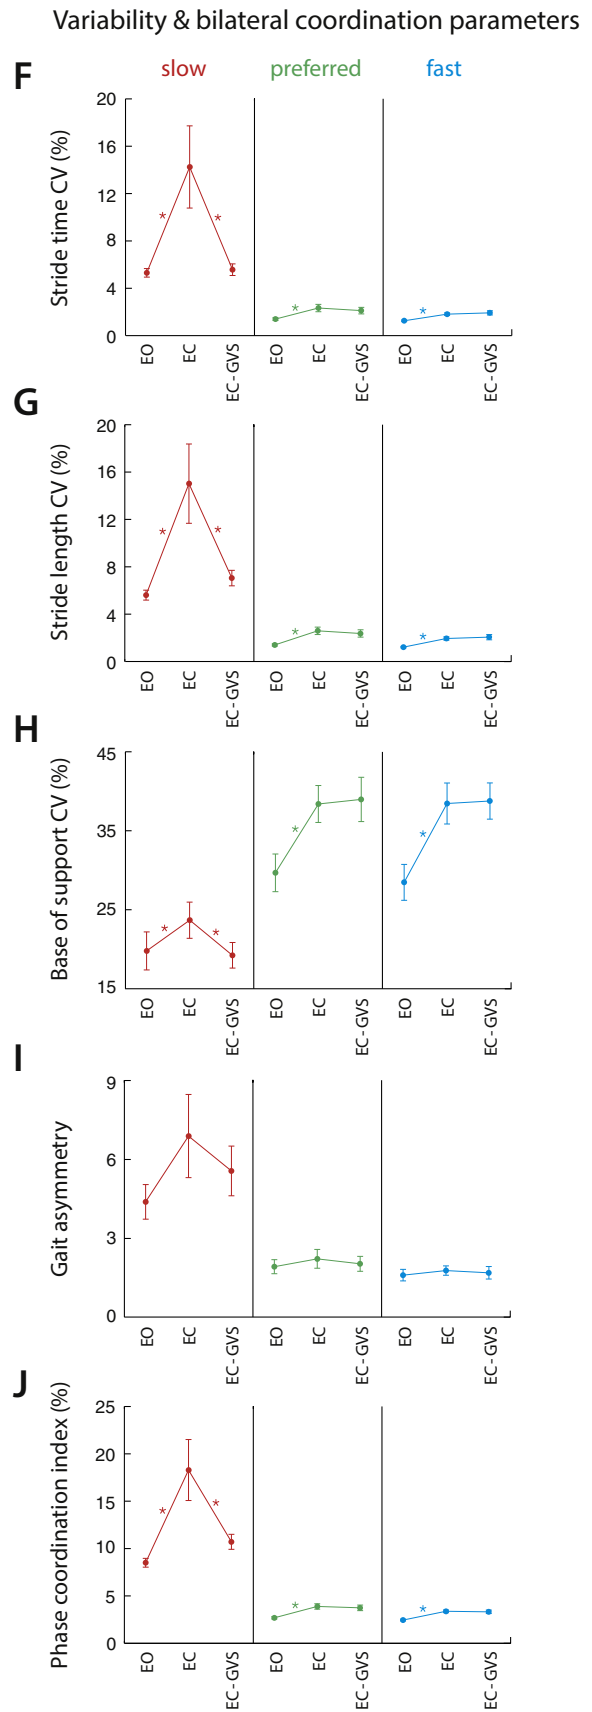 Variability & bilateral coordination parameters
F
slow preferred fast
Stride time CV (%)
20
16
12
8
4
0
* * * *
EO EC EC-GVS EO EC EC-GVS EO EC EC-GVS
G
Stride length CV (%)
20
16
12
8
4
0
* * * *
EO EC EC-GVS EO EC EC-GVS EO EC EC-GVS
H
Base of support CV (%)
45
35
25
15
* * * *
EO EC EC-GVS EO EC EC-GVS EO EC EC-GVS
I
Gait asymmetry
9
6
3
0
EO EC EC-GVS EO EC EC-GVS EO EC EC-GVS
J
Phase coordination index (%)
25
20
15
10
5
0
* * * *
EO EC EC-GVS EO EC EC-GVS EO EC EC-GVS